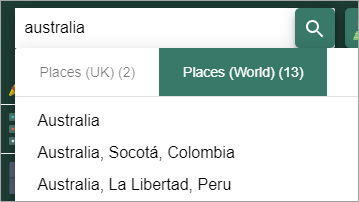 australia
Places (UK) (2)
Places (World) (13)
Australia
Australia, Socotá, Colombia
Australia, La Libertad, Peru